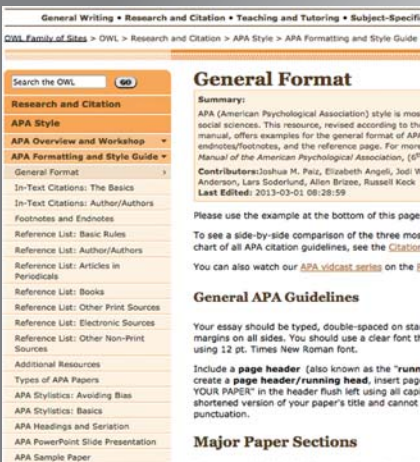 General Writing • Research and Citation • Teaching and Tutoring • Subject-Specifi
OWL Family of Sites > OWL > Research and Citation > APA Style > APA Formatting and Style Guide
Search the OWL GO
Research and Citation
APA Style
APA Overview and Workshop
APA Formatting and Style Guide
General Format
In-Text Citations: The Basics
In-Text Citations: Author/Authors
Footnotes and Endnotes
Reference List: Basic Rules
Reference List: Author/Authors
Reference List: Articles in
Periodicals
Reference List: Books
Reference List: Other Print Sources
Reference List: Electronic Sources
Reference List: Other Non-Print
Sources
Additional Resources
Types of APA Papers
APA Stylistics: Avoiding Bias
APA Stylistics: Basics
APA Headings and Seriation
APA PowerPoint Slide Presentation
APA Sample Paper
General Format
Summary:
APA (American Psychological Association) style is mos
social sciences. This resource, revised according to the
manual, offers examples for the general format of APA
endnotes/footnotes, and the reference page. For more
Manual of the American Psychological Association, (6th
Contributors:Joshua M. Paiz, Elizabeth Angeli, Jodi W
Anderson, Lars Soderlund, Allen Brizee, Russell Keck
Last Edited: 2013-03-01 08:28:59
Please use the example at the bottom of this page
To see a side-by-side comparison of the three mos
chart of all APA citation guidelines, see the Citation
You can also watch our APA vidcast series on the
General APA Guidelines
Your essay should be typed, double-spaced on sta
margins on all sides. You should use a clear font th
using 12 pt. Times New Roman font.
Include a page header (also known as the "runn
create a page header/running head, insert pag
YOUR PAPER" in the header flush left using all capi
shortened version of your paper's title and cannot
punctuation.
Major Paper Sections